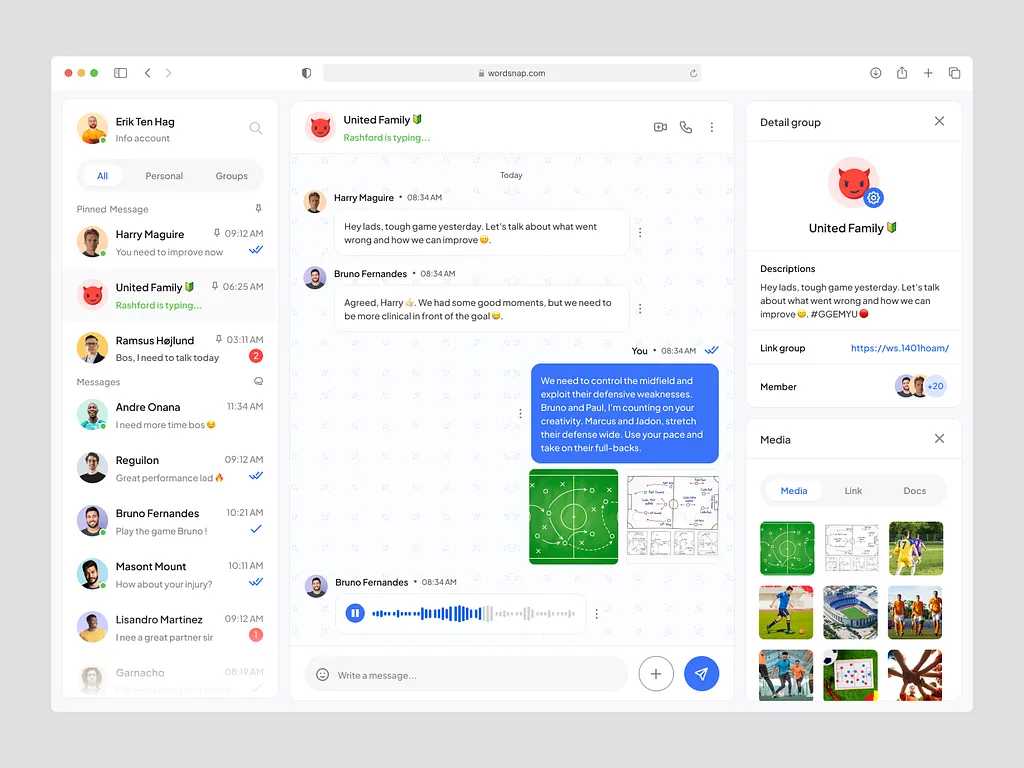 wordsnap.com
Erik Ten Hag
Info account
All Personal Groups
Pinned Message
Harry Maguire 09:12 AM
You need to improve now
United Family 🔰 06:25 AM
Rashford is typing...
Ramsus Højlund 03:11 AM
Bos, I need to talk today 2
Messages
Andre Onana 11:34 AM
I need more time bos😔
Reguilon 09:12 AM
Great performance lad🔥
Bruno Fernandes 10:21 AM
Play the game Bruno !
Masont Mount 10:11 AM
How about your injury?
Lisandro Martinez 09:12 AM
I nee a great partner sir 1
Garnacho 08:19 AM
United Family 🔰
Rashford is typing...
Today
Harry Maguire • 08:34 AM
Hey lads, tough game yesterday. Let's talk about what went
wrong and how we can improve 😊.
Bruno Fernandes • 08:34 AM
Agreed, Harry 👍🏻. We had some good moments, but we need to
be more clinical in front of the goal😔.
You • 08:34 AM
We need to control the midfield and
exploit their defensive weaknesses.
Bruno and Paul, I'm counting on your
creativity. Marcus and Jadon, stretch
their defense wide. Use your pace and
take on their full-backs.
Bruno Fernandes • 08:34 AM
Write a message...
Detail group
United Family 🔰
Descriptions
Hey lads, tough game yesterday. Let's talk
about what went wrong and how we can
improve 😊. #GGEMYU🔴
Link group https://ws.1401hoam/
Member +20
Media
Media Link Docs